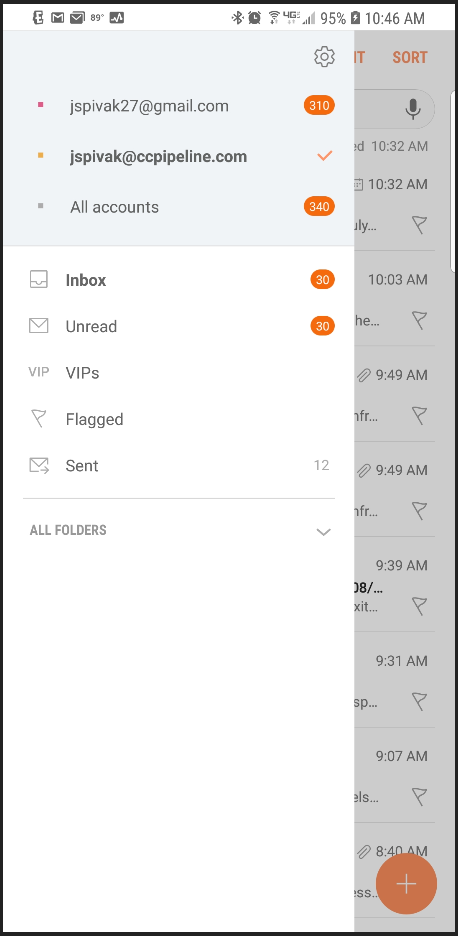 89° 4G 95% 10:46 AM
IT SORT
jspivak27@gmail.com 310
jspivak@ccpipeline.com
All accounts 340
ed 10:32 AM
10:32 AM
Inbox 30
uly...
Unread 30
10:03 AM
he...
VIP VIPs
9:49 AM
Flagged
nfr...
Sent 12
9:49 AM
nfr...
ALL FOLDERS
9:39 AM
08/...
xit...
9:31 AM
sp...
9:07 AM
els...
8:40 AM
ess...